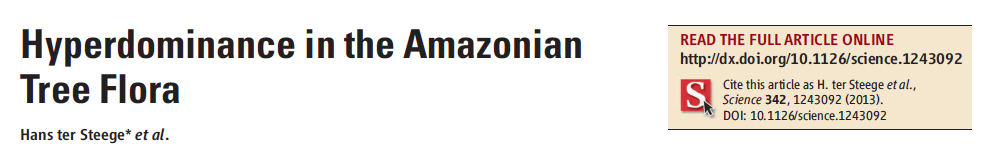 Hyperdominance in the Amazonian
Tree Flora
Hans ter Steege* et al.
READ THE FULL ARTICLE ONLINE
http://dx.doi.org/10.1126/science.1243092
S
Cite this article as H. ter Steege et al.,
Science 342, 1243092 (2013).
DOI: 10.1126/science.1243092